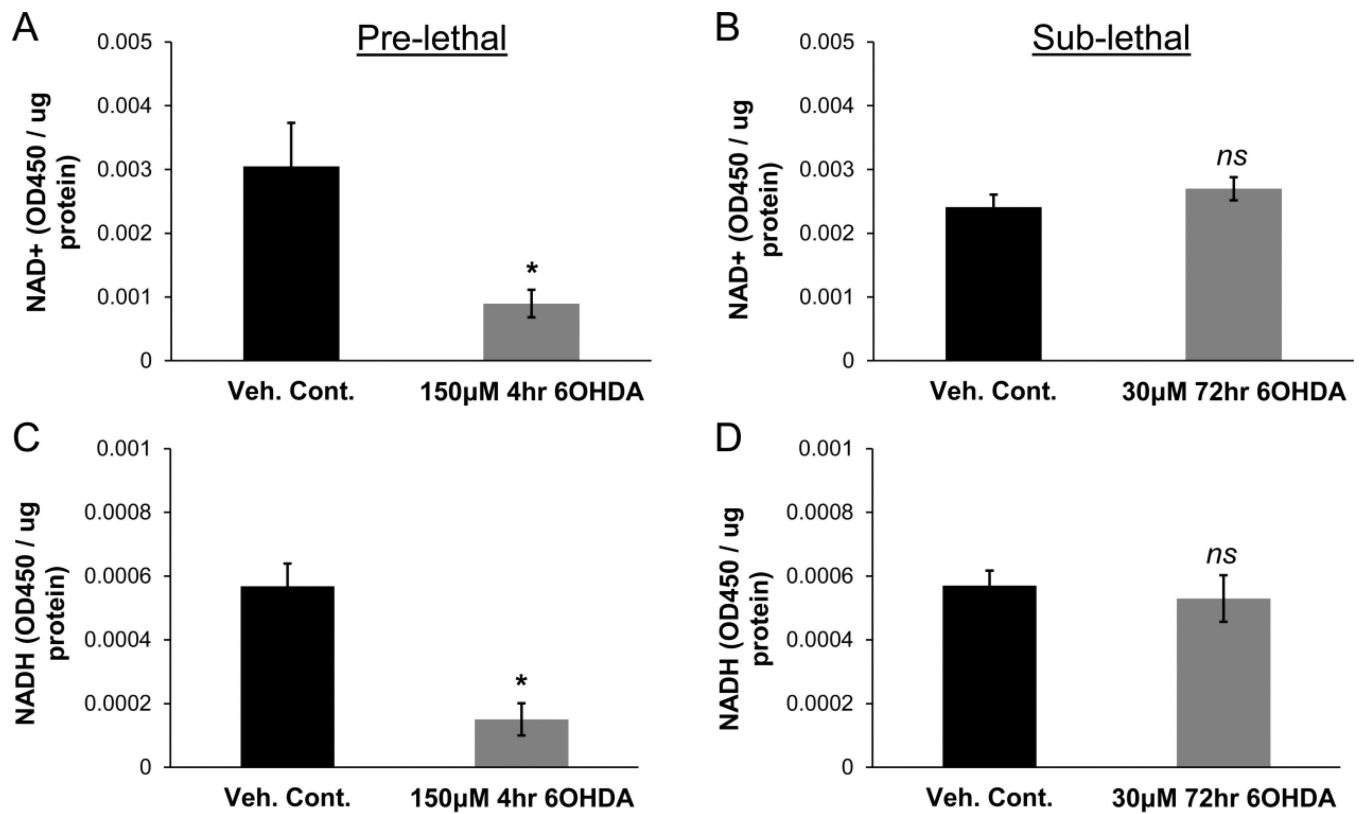 A
Pre-lethal
0.005
0.004
0.003
0.002
0.001
0
NAD+ (OD450 / ug
protein)
*
Veh. Cont.
150µM 4hr 6OHDA
B
Sub-lethal
0.005
0.004
0.003
0.002
0.001
0
NAD+ (OD450 / ug
protein)
ns
Veh. Cont.
30µM 72hr 6OHDA
C
0.001
0.0008
0.0006
0.0004
0.0002
0
NADH (OD450 / ug
protein)
*
Veh. Cont.
150µM 4hr 6OHDA
D
0.001
0.0008
0.0006
0.0004
0.0002
0
NADH (OD450 / ug
protein)
ns
Veh. Cont.
30µM 72hr 6OHDA